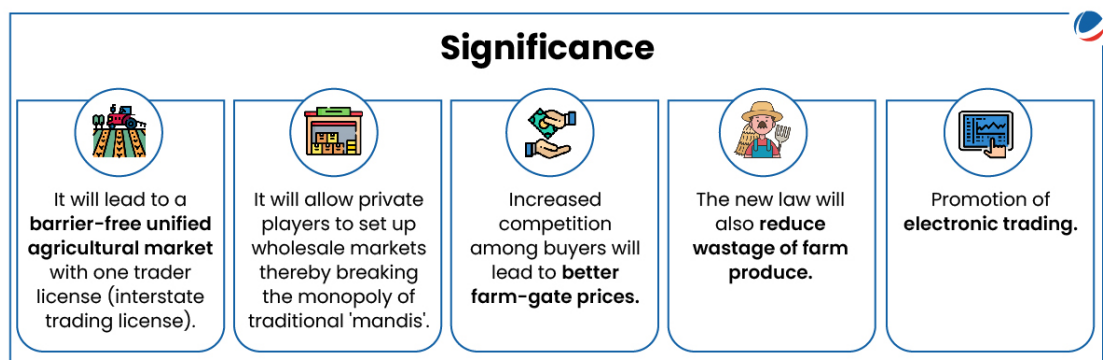 Significance
It will lead to a
barrier-free unified
agricultural market
with one trader
license (interstate
trading license).
It will allow private
players to set up
wholesale markets
thereby breaking
the monopoly of
traditional 'mandis'.
Increased
competition
among buyers will
lead to better
farm-gate prices.
The new law will
also reduce
wastage of farm
produce.
Promotion of
electronic trading.